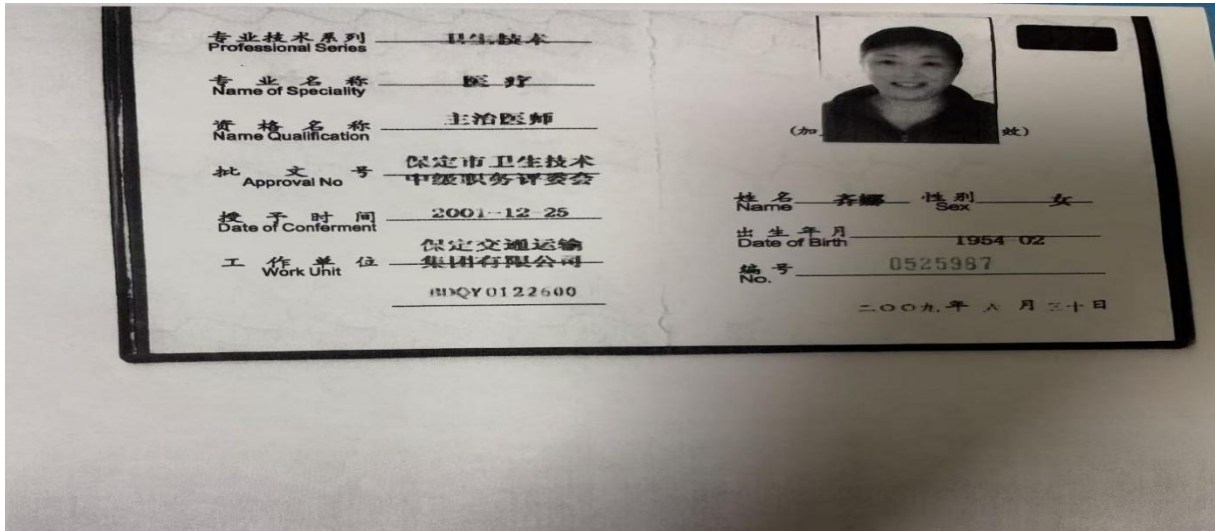 专业技术系列 卫生技术
Professional Series
专业名称 医疗
Name of Speciality
资格名称 主治医师
Name Qualification
批文号 保定市卫生技术
Approval No 中级职务评委会
授予时间 2001-12-25
Date of Conferment
工作单位 保定交通运输
Work Unit 集团有限公司
BDQY0122600
(加 效)
姓名 齐娜 性别 女
Name Sex
出生年月 1954 02
Date of Birth
编号 0525987
No.
二〇〇九年六月三十日